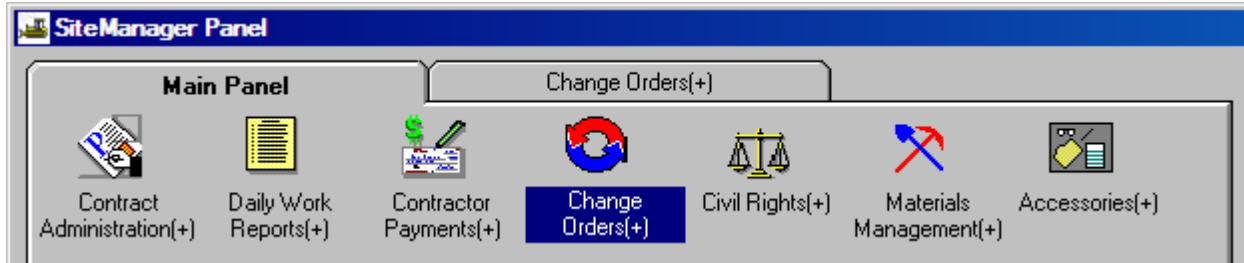 SiteManager Panel
Main Panel
Change Orders(+)
Contract
Administration(+)
Daily Work
Reports(+)
Contractor
Payments(+)
Change
Orders(+)
Civil Rights(+)
Materials
Management(+)
Accessories(+)